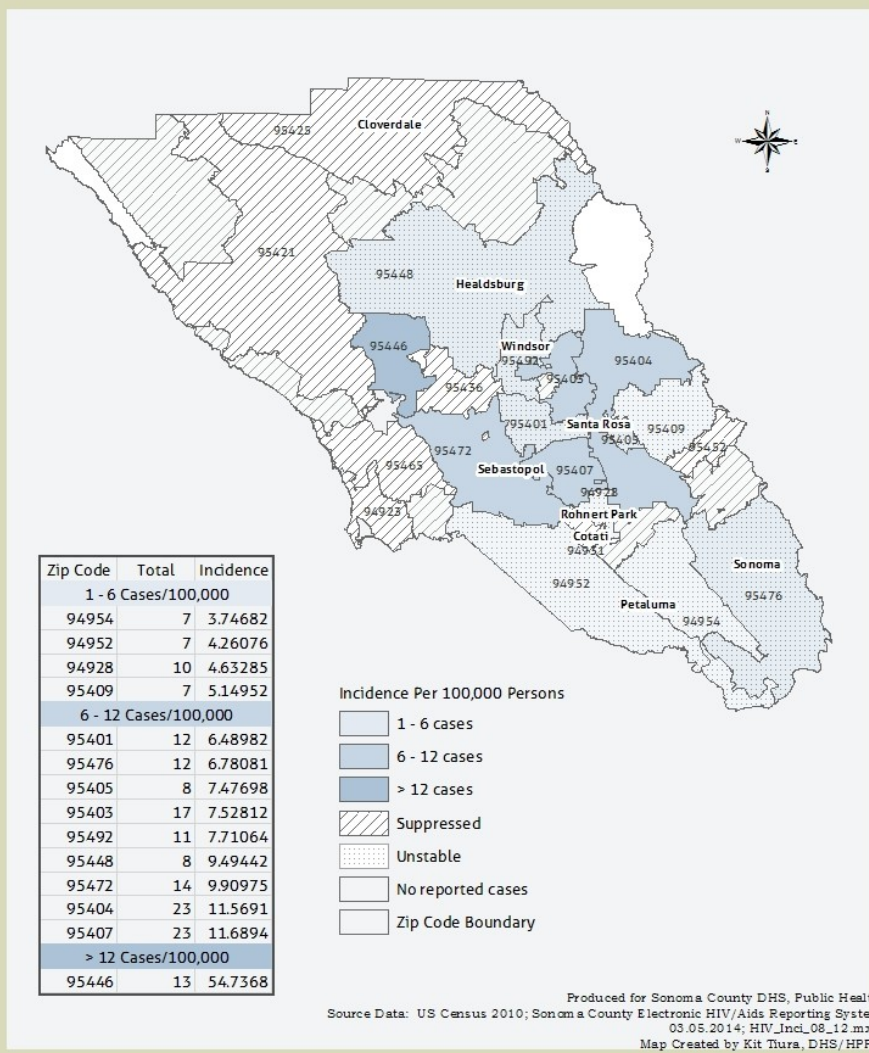 N
W E
S
95425
Cloverdale
95421
95448
Healdsburg
95446
Windsor
95492
95404
95436
95403
95401
Santa Rosa
95409
95405
95452
95472
95465
Sebastopol
95407
94928
94923
Rohnert Park
Cotati
94931
Sonoma
94952
95476
Petaluma
94954
Zip Code Total Incidence
1 - 6 Cases/100,000
94954 7 3.74682
94952 7 4.26076
94928 10 4.63285
95409 7 5.14952
6 - 12 Cases/100,000
95401 12 6.48982
95476 12 6.78081
95405 8 7.47698
95403 17 7.52812
95492 11 7.71064
95448 8 9.49442
95472 14 9.90975
95404 23 11.5691
95407 23 11.6894
> 12 Cases/100,000
95446 13 54.7368
Incidence Per 100,000 Persons
1 - 6 cases
6 - 12 cases
> 12 cases
Suppressed
Unstable
No reported cases
Zip Code Boundary
Produced for Sonoma County DHS, Public Healt
Source Data: US Census 2010; Sonoma County Electronic HIV/Aids Reporting Syste
03.05.2014; HIV_Inci_08_12.mx
Map Created by Kit Tiura, DHS/HPP